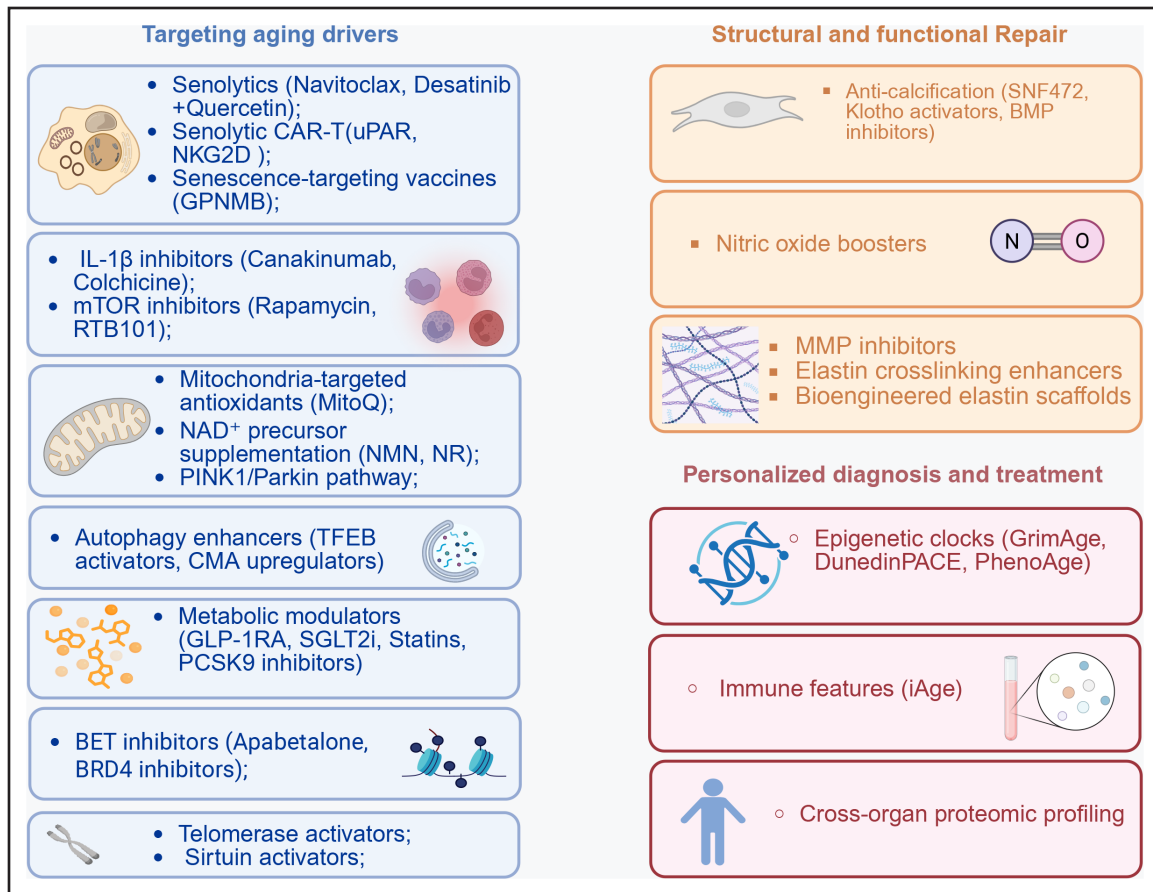 Targeting aging drivers
• Senolytics (Navitoclax, Desatinib
+Quercetin);
• Senolytic CAR-T(uPAR,
NKG2D );
• Senescence-targeting vaccines
(GPNMB);
• IL-1β inhibitors (Canakinumab,
Colchicine);
• mTOR inhibitors (Rapamycin,
RTB101);
• Mitochondria-targeted
antioxidants (MitoQ);
• NAD⁺ precursor
supplementation (NMN, NR);
• PINK1/Parkin pathway;
• Autophagy enhancers (TFEB
activators, CMA upregulators)
• Metabolic modulators
(GLP-1RA, SGLT2i, Statins,
PCSK9 inhibitors)
• BET inhibitors (Apabetalone,
BRD4 inhibitors);
• Telomerase activators;
• Sirtuin activators;
Structural and functional Repair
▪ Anti-calcification (SNF472,
Klotho activators, BMP
inhibitors)
▪ Nitric oxide boosters
N O
▪ MMP inhibitors
▪ Elastin crosslinking enhancers
▪ Bioengineered elastin scaffolds
Personalized diagnosis and treatment
○ Epigenetic clocks (GrimAge,
DunedinPACE, PhenoAge)
○ Immune features (iAge)
○ Cross-organ proteomic profiling